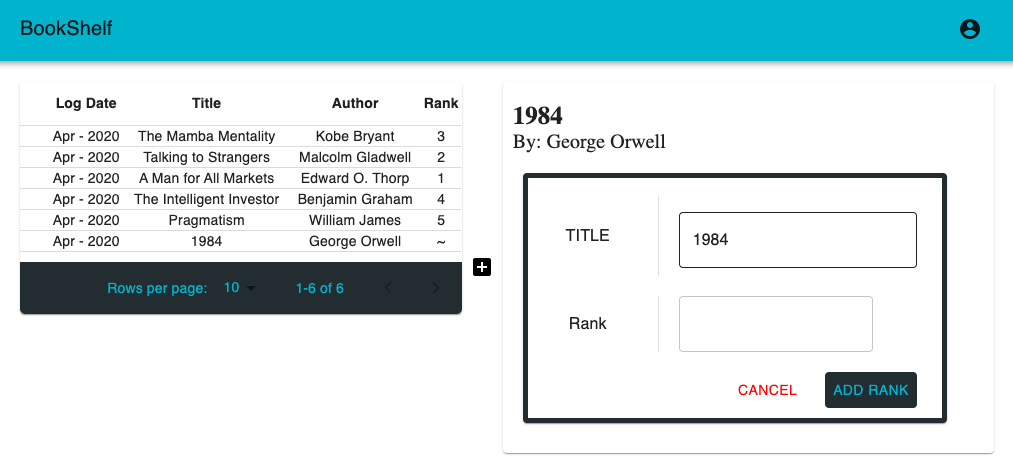 BookShelf
Log Date Title Author Rank
Apr - 2020 The Mamba Mentality Kobe Bryant 3
Apr - 2020 Talking to Strangers Malcolm Gladwell 2
Apr - 2020 A Man for All Markets Edward O. Thorp 1
Apr - 2020 The Intelligent Investor Benjamin Graham 4
Apr - 2020 Pragmatism William James 5
Apr - 2020 1984 George Orwell ~
Rows per page: 10 1-6 of 6
1984
By: George Orwell
TITLE 1984
Rank
CANCEL ADD RANK